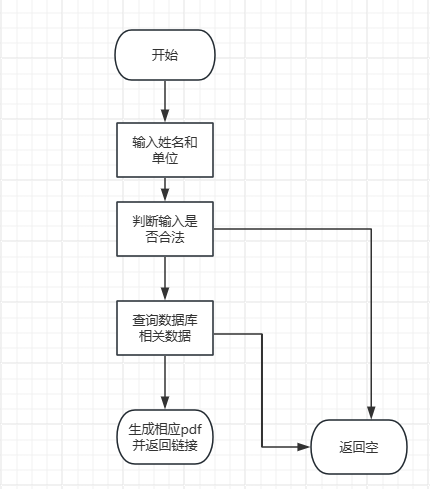 开始
输入姓名和
单位
判断输入是
否合法
查询数据库
相关数据
生成相应pdf
并返回链接
返回空